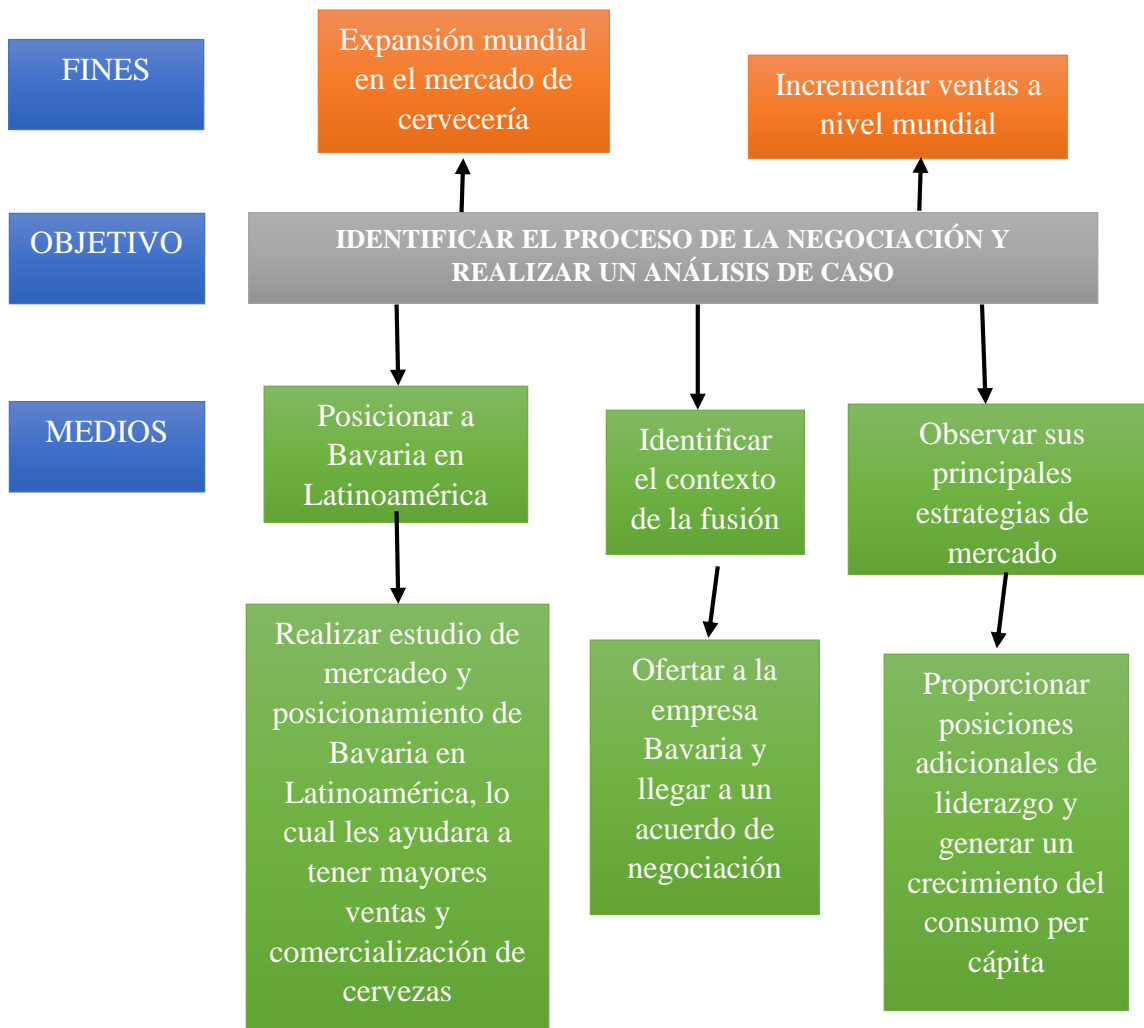 FINES
Expansión mundial
en el mercado de
cervecería
Incrementar ventas a
nivel mundial
OBJETIVO
IDENTIFICAR EL PROCESO DE LA NEGOCIACIÓN Y
REALIZAR UN ANÁLISIS DE CASO
MEDIOS
Posicionar a
Bavaria en
Latinoamérica
Identificar
el contexto
de la fusión
Observar sus
principales
estrategias de
mercado
Realizar estudio de
mercadeo y
posicionamiento de
Bavaria en
Latinoamérica, lo
cual les ayudara a
tener mayores
ventas y
comercialización de
cervezas
Ofertar a la
empresa
Bavaria y
llegar a un
acuerdo de
negociación
Proporcionar
posiciones
adicionales de
liderazgo y
generar un
crecimiento del
consumo per
cápita